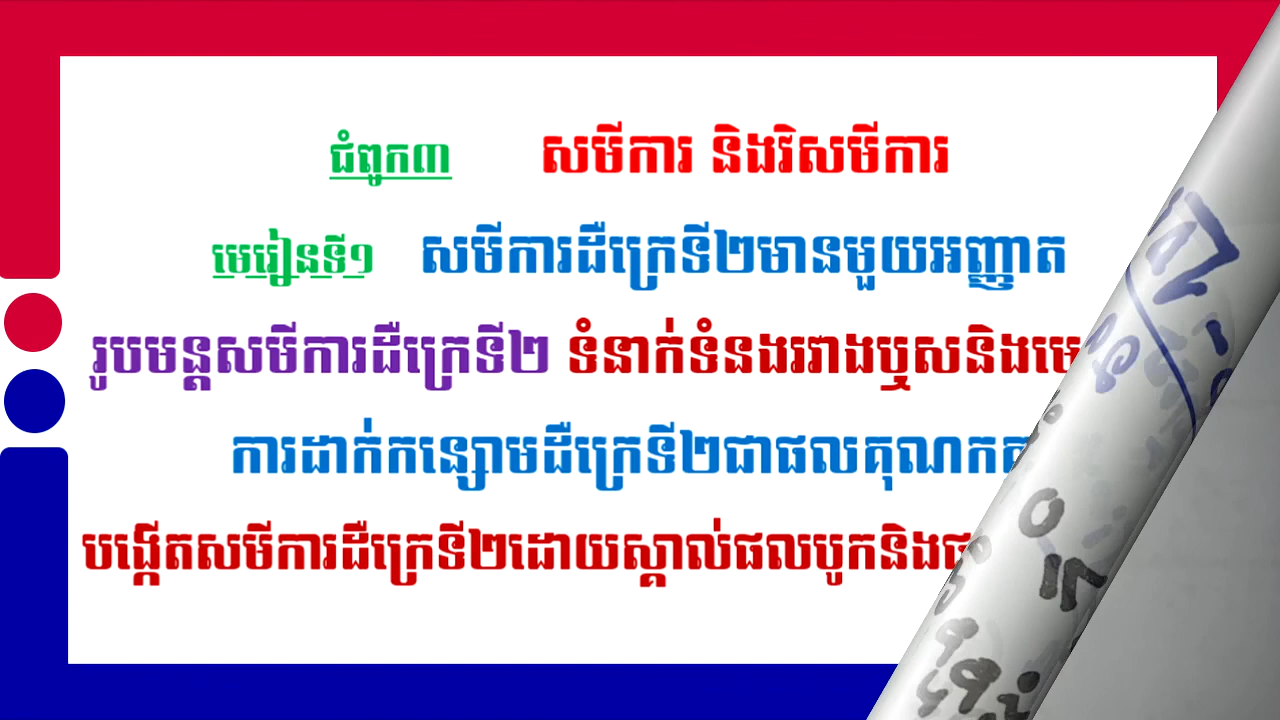 ជំពូក៣ សមីការ និងវិសមីការ
មេរៀនទី១ សមីការដឺក្រេទី២មានមួយអញ្ញាត
រូបមន្តសមីការដឺក្រេទី២ ទំនាក់ទំនងរវាងឬសនិងមេ
ការដាក់កន្សោមដឺក្រេទី២ជាផលគុណកត្តា
បង្កើតសមីការដឺក្រេទី២ដោយស្គាល់ផលបូកនិង